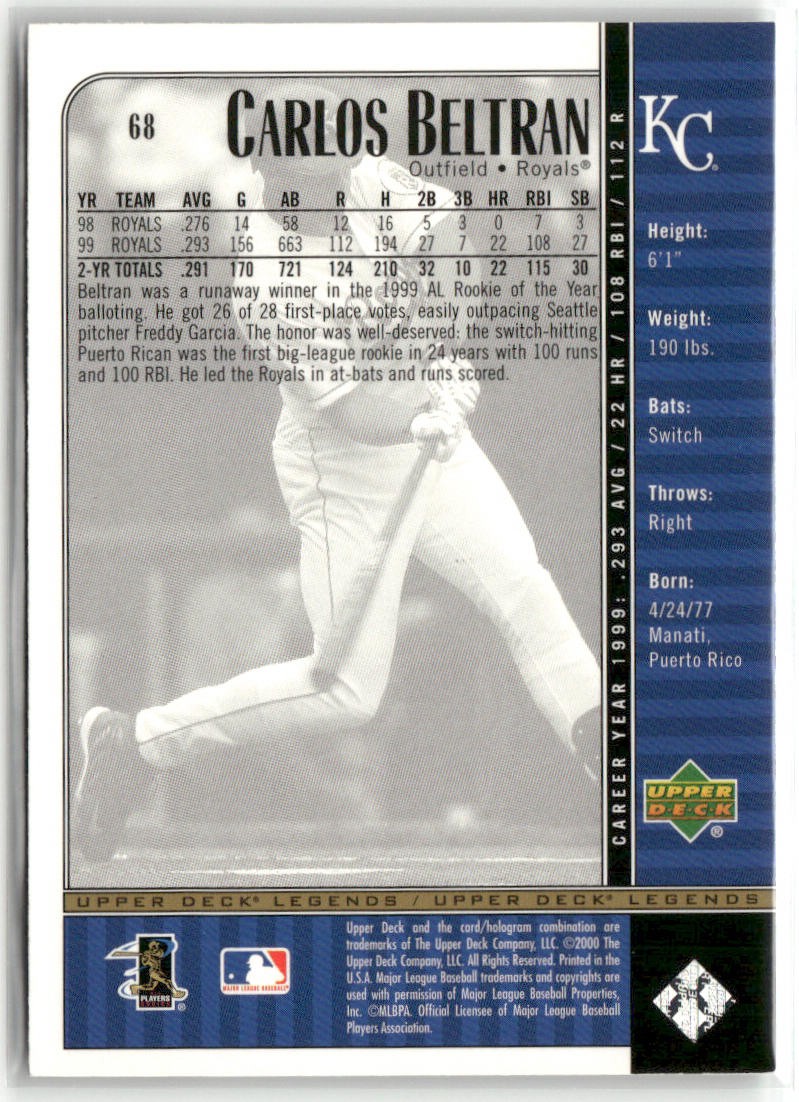 68
CARLOS BELTRAN
Outfield • Royals®
YR TEAM AVG G AB R H 2B 3B HR RBI SB
98 ROYALS .276 14 58 12 16 5 3 0 7 3
99 ROYALS .293 156 663 112 194 27 7 22 108 27
2-YR TOTALS .291 170 721 124 210 32 10 22 115 30
Beltran was a runaway winner in the 1999 AL Rookie of the Year
balloting. He got 26 of 28 first-place votes, easily outpacing Seattle
pitcher Freddy Garcia. The honor was well-deserved: the switch-hitting
Puerto Rican was the first big-league rookie in 24 years with 100 runs
and 100 RBI. He led the Royals in at-bats and runs scored.
CAREER YEAR 1999: .293 AVG / 22 HR / 108 RBI / 112 R
KC®
Height:
6'1"
Weight:
190 lbs.
Bats:
Switch
Throws:
Right
Born:
4/24/77
Manati,
Puerto Rico
UPPER
D·E·C·K
®
UPPER DECK® LEGENDS / UPPER DECK® LEGENDS
PLAYERS
CHOICE
®
MAJOR LEAGUE BASEBALL®
Upper Deck and the card/hologram combination are
trademarks of The Upper Deck Company, LLC. ©2000 The
Upper Deck Company, LLC. All Rights Reserved. Printed in the
U.S.A. Major League Baseball trademarks and copyrights are
used with permission of Major League Baseball Properties,
Inc. ©MLBPA. Official Licensee of Major League Baseball
Players Association.